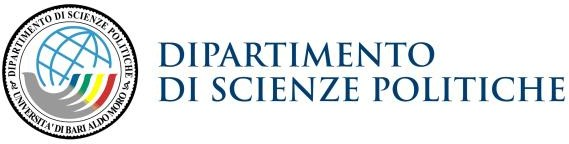 DIPARTIMENTO DI SCIENZE POLITICHE
UNIVERSITA' DI BARI ALDO MORO
DIPARTIMENTO
DI SCIENZE POLITICHE